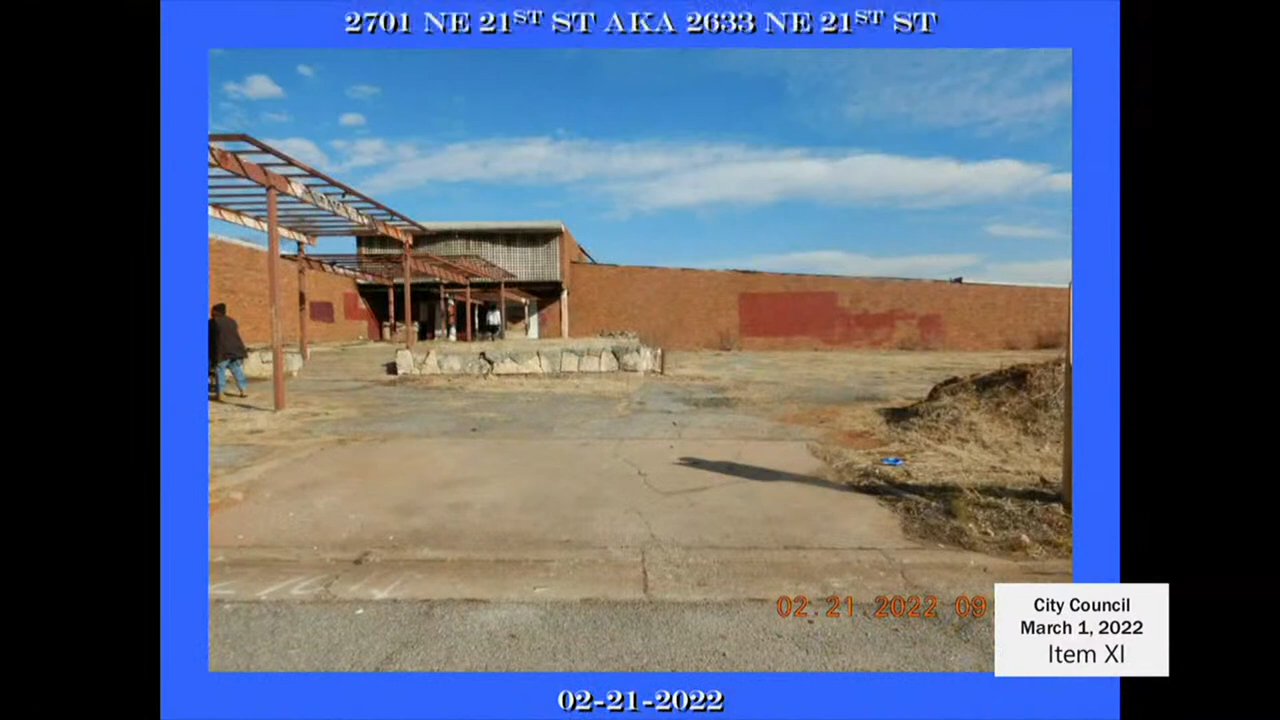 2701 NE 21ST ST AKA 2633 NE 21ST ST
02.21 2022 09
City Council
March 1, 2022
Item XI
02-21-2022